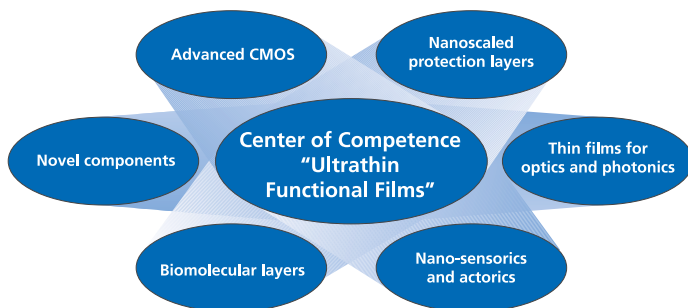 Advanced CMOS
Nanoscaled
protection layers
Novel components
Center of Competence
“Ultrathin
Functional Films”
Thin films for
optics and photonics
Biomolecular layers
Nano-sensorics
and actorics